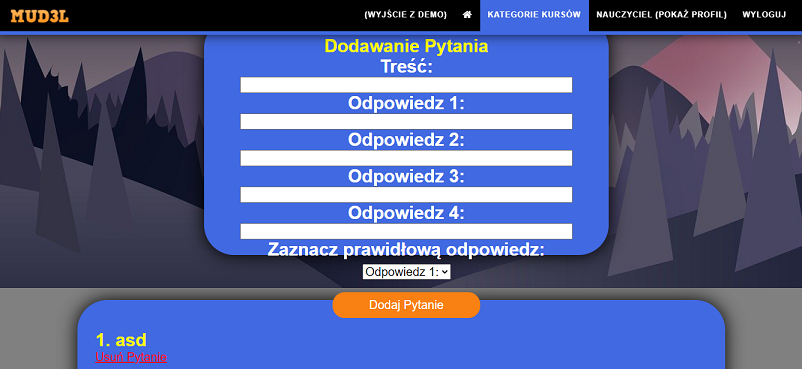 MUD3L
(WYJŚCIE Z DEMO) KATEGORIE KURSÓW NAUCZYCIEL (POKAŻ PROFIL) WYLOGUJ
Dodawanie Pytania
Treść:
Odpowiedz 1:
Odpowiedz 2:
Odpowiedz 3:
Odpowiedz 4:
Zaznacz prawidłową odpowiedz:
Odpowiedz 1:
Dodaj Pytanie
1. asd
Usuń Pytanie